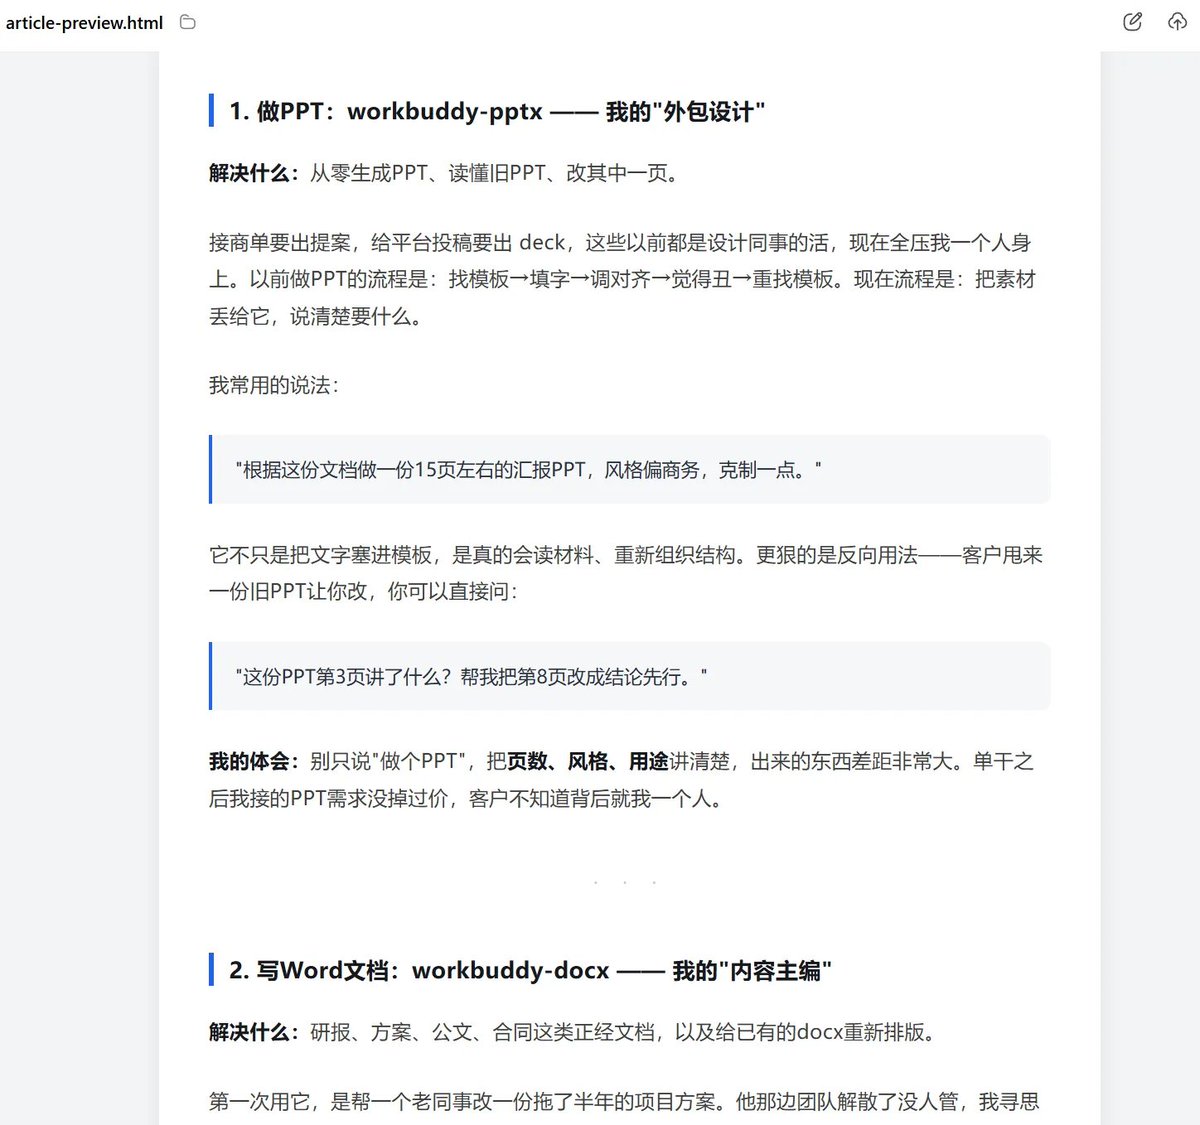 article-preview.html
1. 做PPT：workbuddy-pptx —— 我的"外包设计"
解决什么：从零生成PPT、读懂旧PPT、改其中一页。
接商单要出提案，给平台投稿要出 deck，这些以前都是设计同事的活，现在全压我一个人身
上。以前做PPT的流程是：找模板→填字→调对齐→觉得丑→重找模板。现在流程是：把素材
丢给它，说清楚要什么。
我常用的说法：
"根据这份文档做一份15页左右的汇报PPT，风格偏商务，克制一点。"
它不只是把文字塞进模板，是真的会读材料、重新组织结构。更狠的是反向用法——客户甩来
一份旧PPT让你改，你可以直接问：
"这份PPT第3页讲了什么？帮我把第8页改成结论先行。"
我的体会：别只说"做个PPT"，把页数、风格、用途讲清楚，出来的东西差距非常大。单干之
后我接的PPT需求没掉过价，客户不知道背后就我一个人。
· · ·
2. 写Word文档：workbuddy-docx —— 我的"内容主编"
解决什么：研报、方案、公文、合同这类正经文档，以及给已有的docx重新排版。
第一次用它，是帮一个老同事改一份拖了半年的项目方案。他那边团队解散了没人管，我寻思